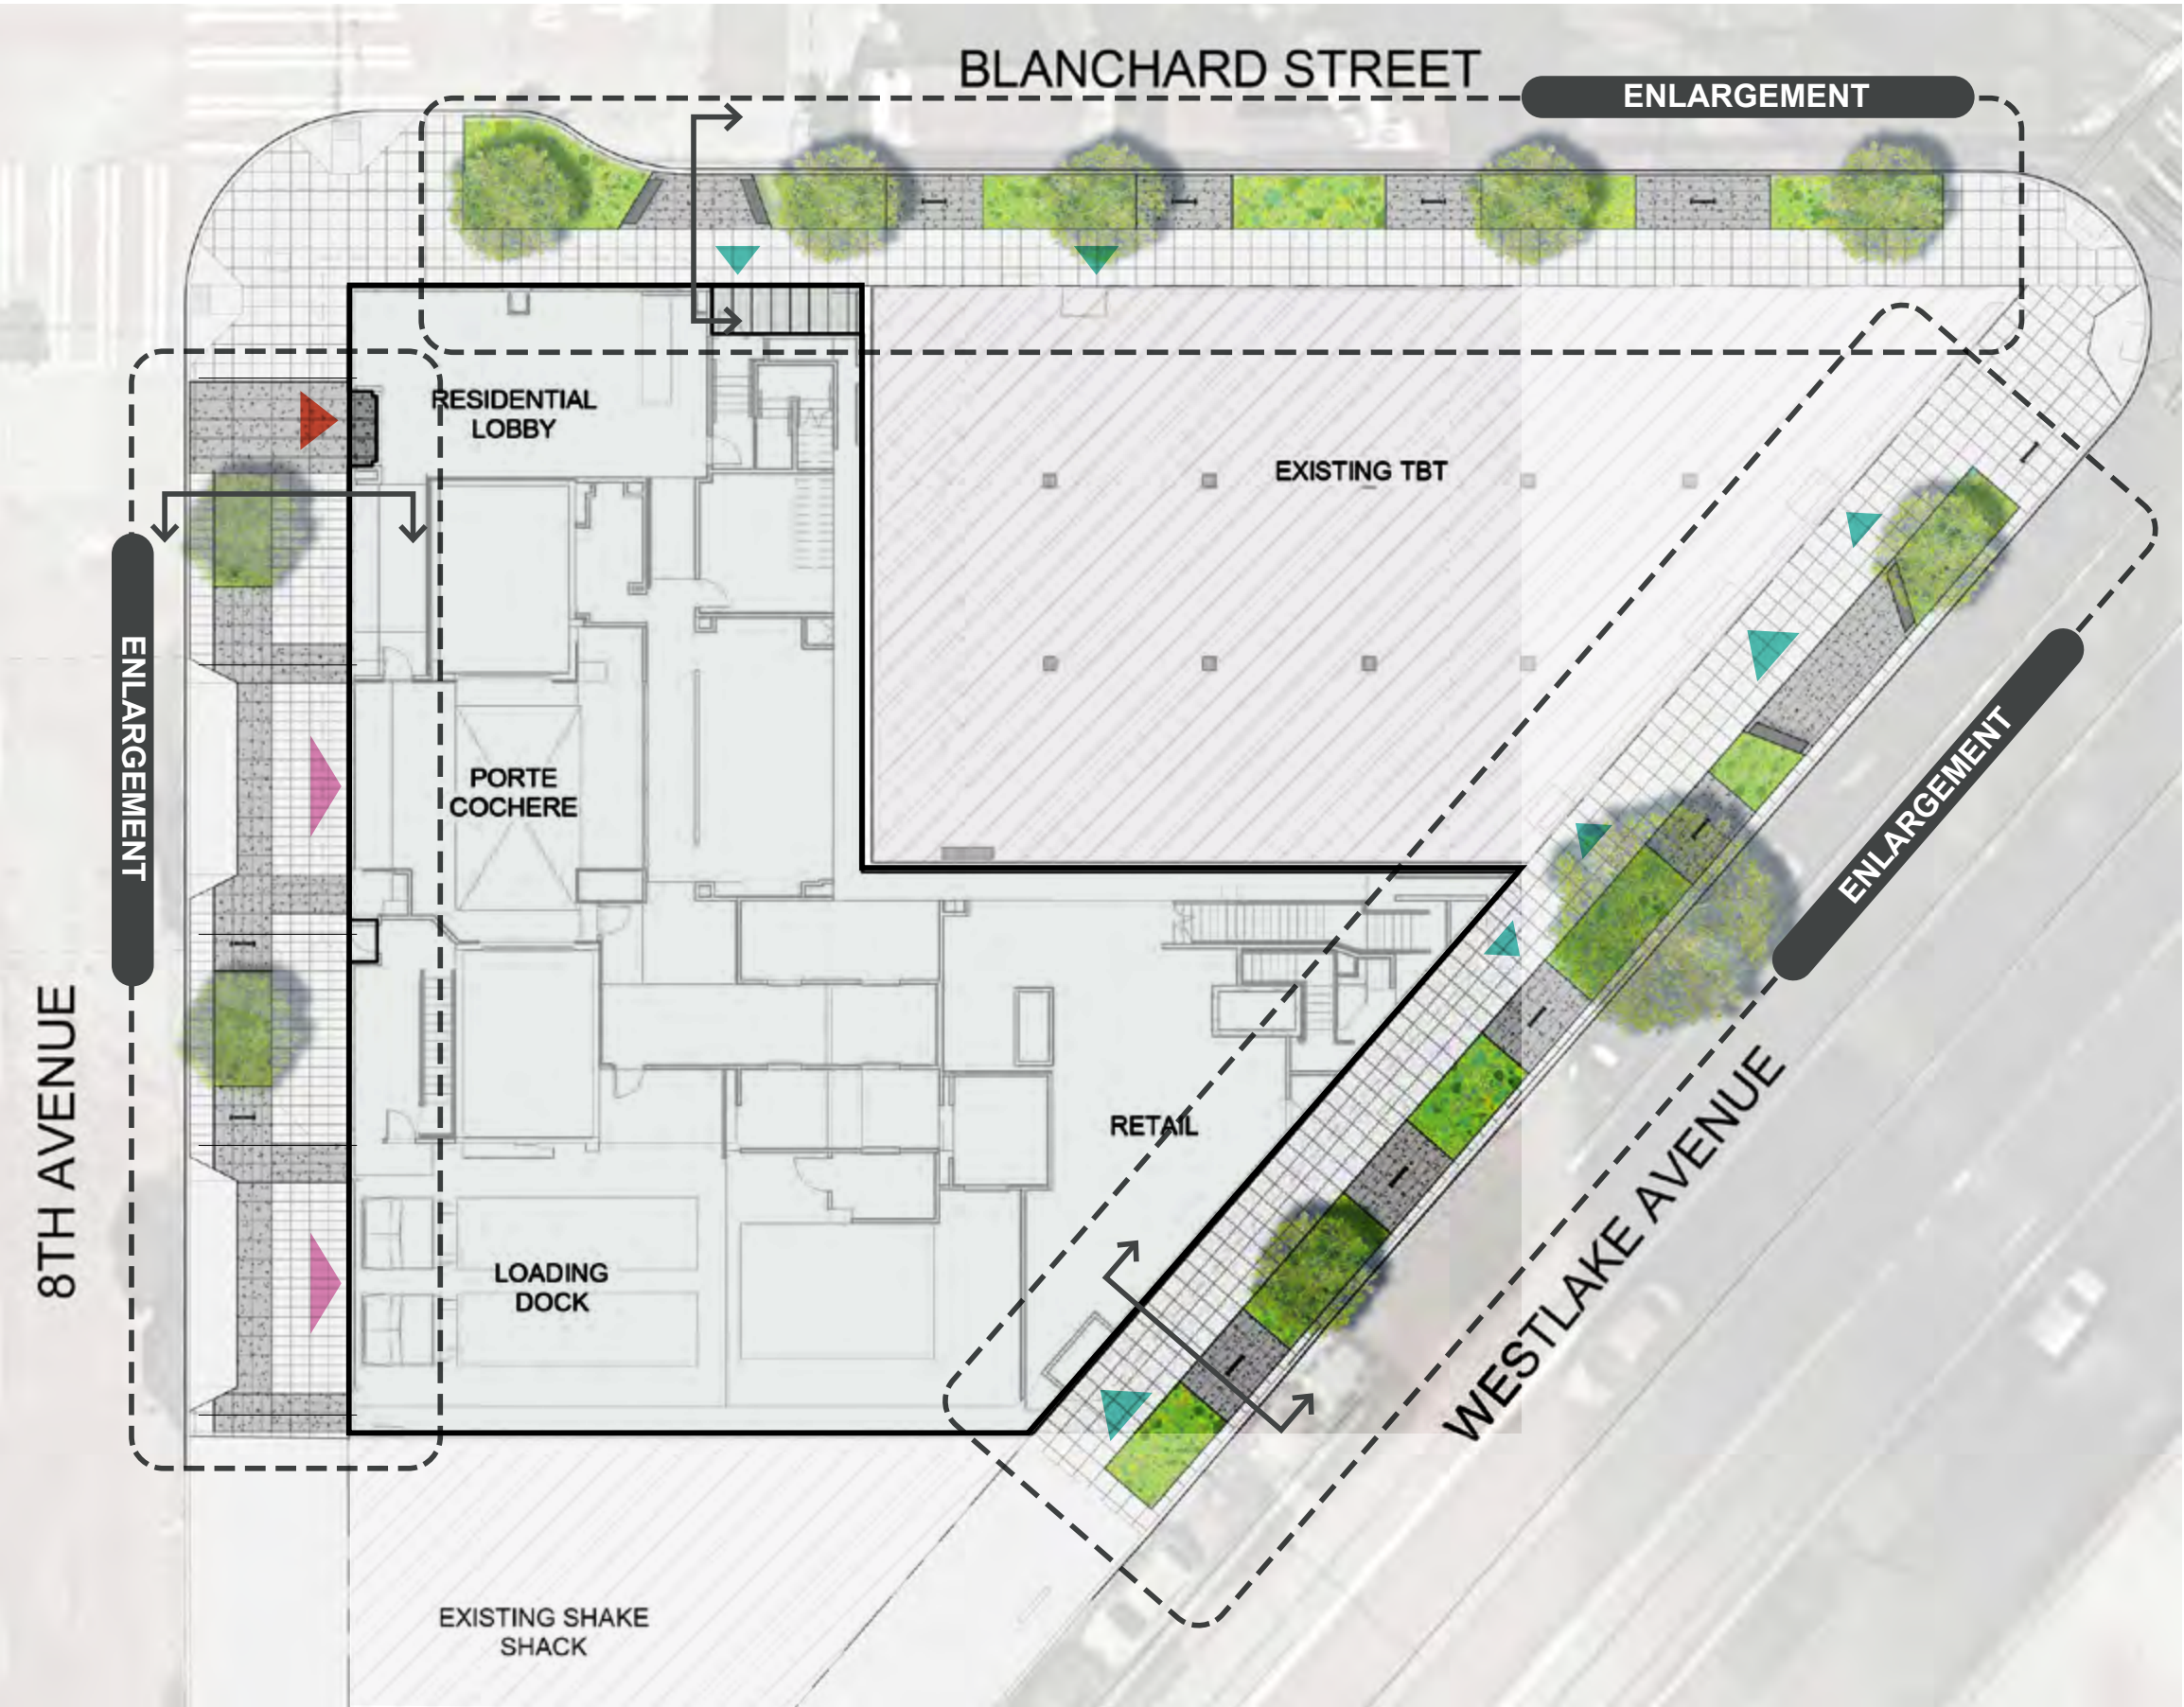 BLANCHARD STREET
ENLARGEMENT
RESIDENTIAL
LOBBY
EXISTING TBT
ENLARGEMENT
PORTE
COCHERE
ENLARGEMENT
8TH AVENUE
RETAIL
WESTLAKE AVENUE
LOADING
DOCK
EXISTING SHAKE
SHACK